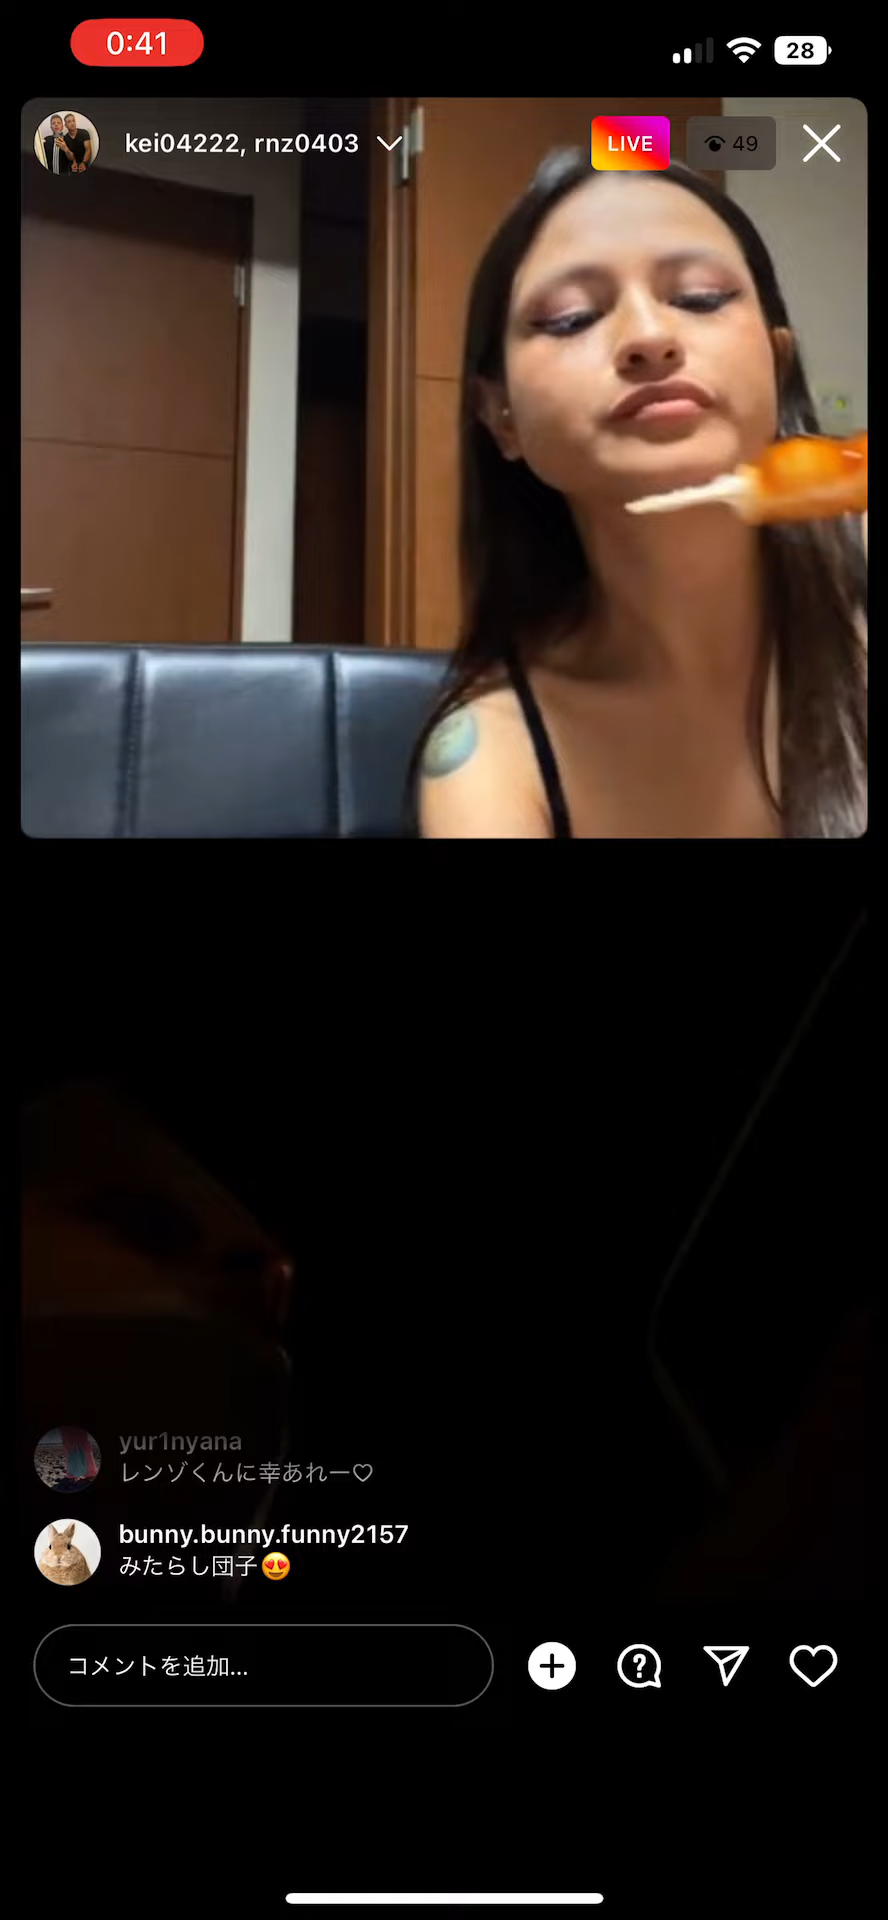 0:41
28
kei04222, rnz0403
LIVE
49
yur1nyana
レンゾくんに幸あれー♡
bunny.bunny.funny2157
みたらし団子😍
コメントを追加...